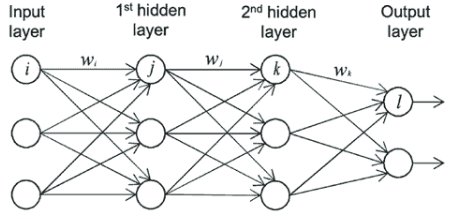 Input layer
1st hidden layer
2nd hidden layer
Output layer
i
wi
j
wj
k
wk
l